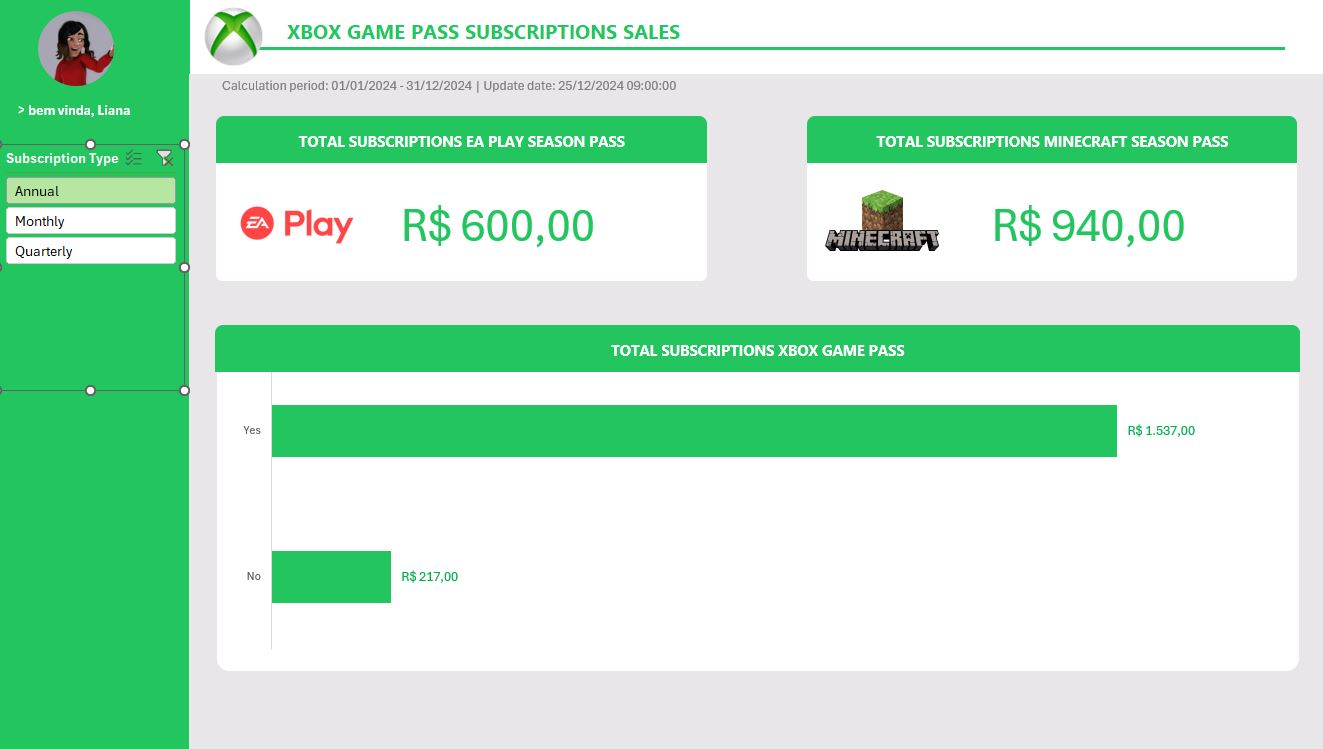 XBOX GAME PASS SUBSCRIPTIONS SALES
Calculation period: 01/01/2024 - 31/12/2024 | Update date: 25/12/2024 09:00:00
> bem vinda, Liana
Subscription Type
Annual
Monthly
Quarterly
TOTAL SUBSCRIPTIONS EA PLAY SEASON PASS
EA Play
R$ 600,00
TOTAL SUBSCRIPTIONS MINECRAFT SEASON PASS
MINECRAFT
R$ 940,00
TOTAL SUBSCRIPTIONS XBOX GAME PASS
Yes
R$ 1.537,00
No
R$ 217,00